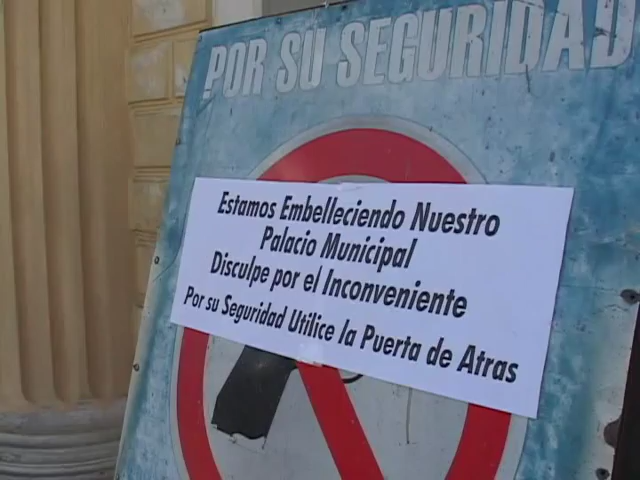 POR SU SEGURIDAD
Estamos Embelleciendo Nuestro
Palacio Municipal
Disculpe por el Inconveniente
Por su Seguridad Utilice la Puerta de Atras